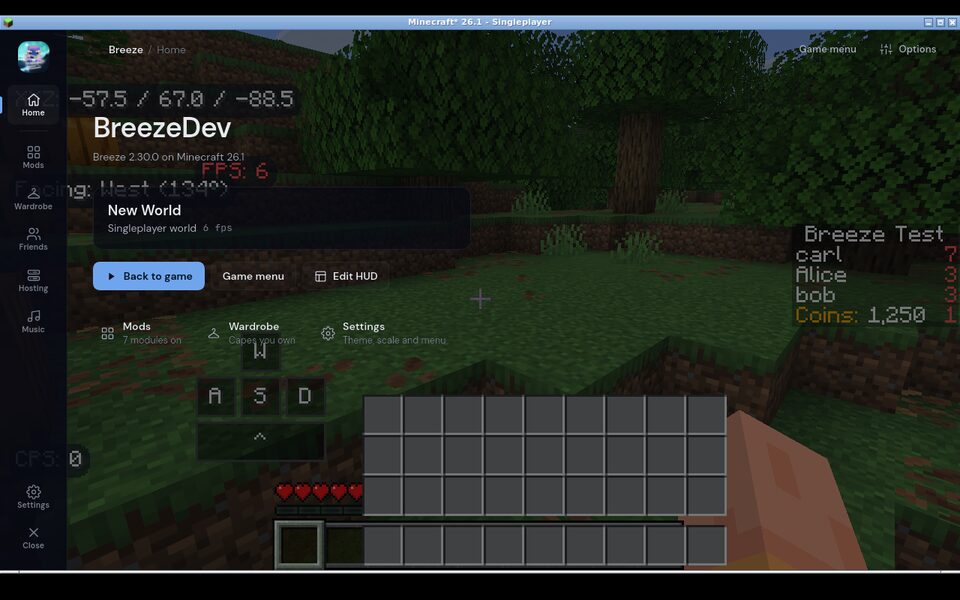 Minecraft* 26.1 - Singleplayer
Breeze / Home
Game menu
Options
-57.5 / 67.0 / -88.5
Home
BreezeDev
Breeze 2.30.0 on Minecraft 26.1
FPS: 6
Mods
Facing: West (134°)
Wardrobe
New World
Singleplayer world 6 fps
Friends
Breeze Test
carl 7
Alice 3
bob 3
Coins: 1,250 1
Back to game
Game menu
Edit HUD
Hosting
Music
Mods
7 modules on
Wardrobe
Capes you own
Settings
Theme, scale and menu
W
A S D
^
CPS: 0
Settings
Close